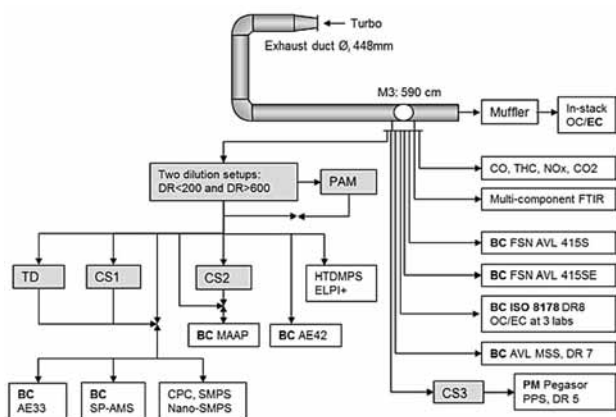 Turbo
Exhaust duct Ø, 448mm
M3: 590 cm
Muffler
In-stack
OC/EC
Two dilution setups:
DR<200 and DR>600
PAM
CO, THC, NOx, CO2
Multi-component FTIR
BC FSN AVL 415S
BC FSN AVL 415SE
BC ISO 8178 DR8
OC/EC at 3 labs
BC AVL MSS, DR 7
TD
CS1
CS2
HTDMPS
ELPI+
BC MAAP
BC AE42
CS3
PM Pegasor
PPS, DR 5
BC
AE33
BC
SP-AMS
CPC, SMPS
Nano-SMPS